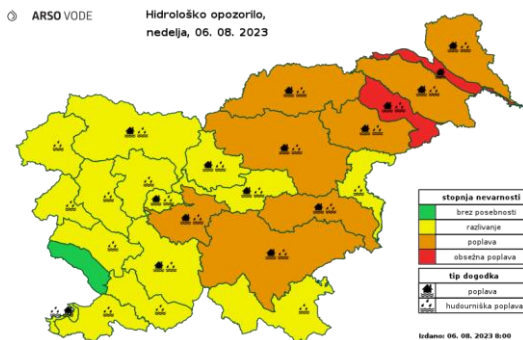 ARSO VODE
Hidrološko opozorilo,
nedelja, 06. 08. 2023
stopnja nevarnosti
brez posebnosti
razlivanje
poplava
obsežna poplava
tip dogodka
poplava
hudourniška poplava
Izdano: 06. 08. 2023 8:00